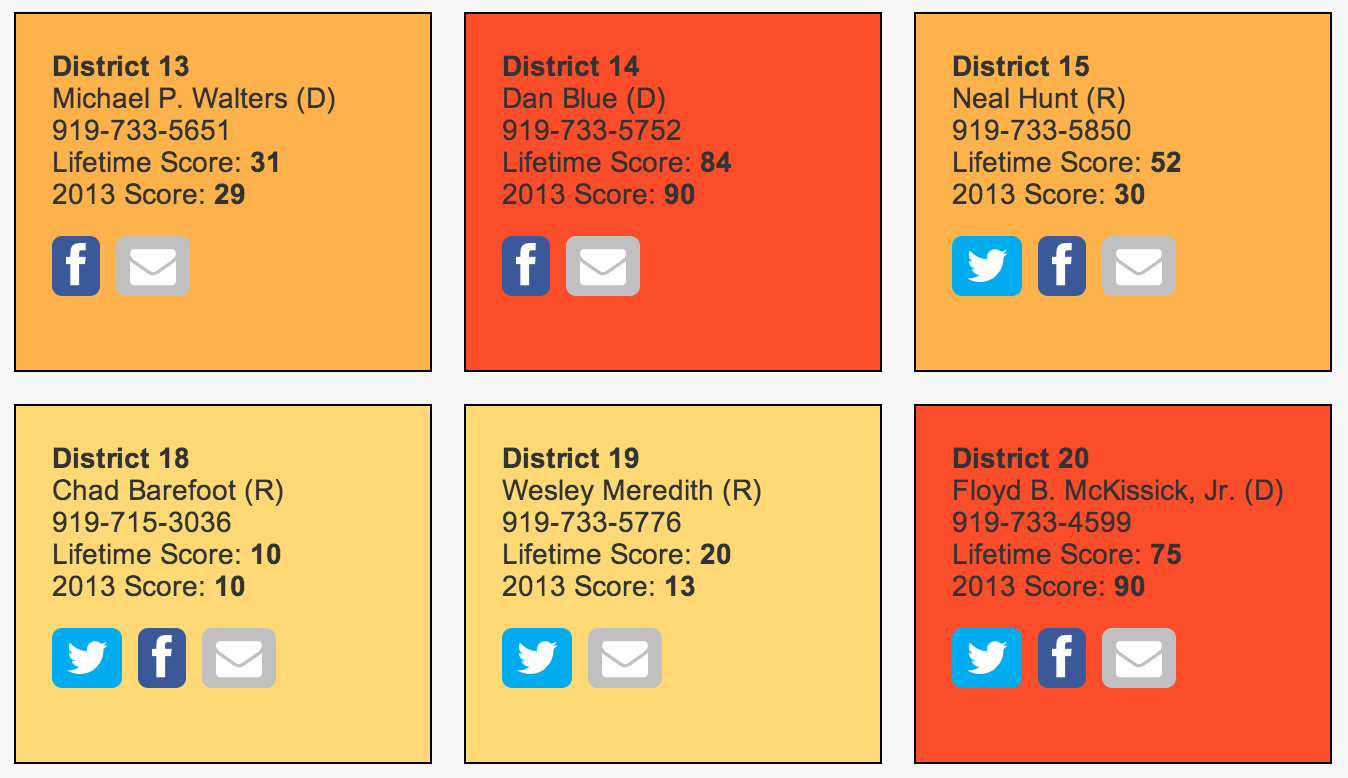 District 13
Michael P. Walters (D)
919-733-5651
Lifetime Score: 31
2013 Score: 29
District 14
Dan Blue (D)
919-733-5752
Lifetime Score: 84
2013 Score: 90
District 15
Neal Hunt (R)
919-733-5850
Lifetime Score: 52
2013 Score: 30
District 18
Chad Barefoot (R)
919-715-3036
Lifetime Score: 10
2013 Score: 10
District 19
Wesley Meredith (R)
919-733-5776
Lifetime Score: 20
2013 Score: 13
District 20
Floyd B. McKissick, Jr. (D)
919-733-4599
Lifetime Score: 75
2013 Score: 90